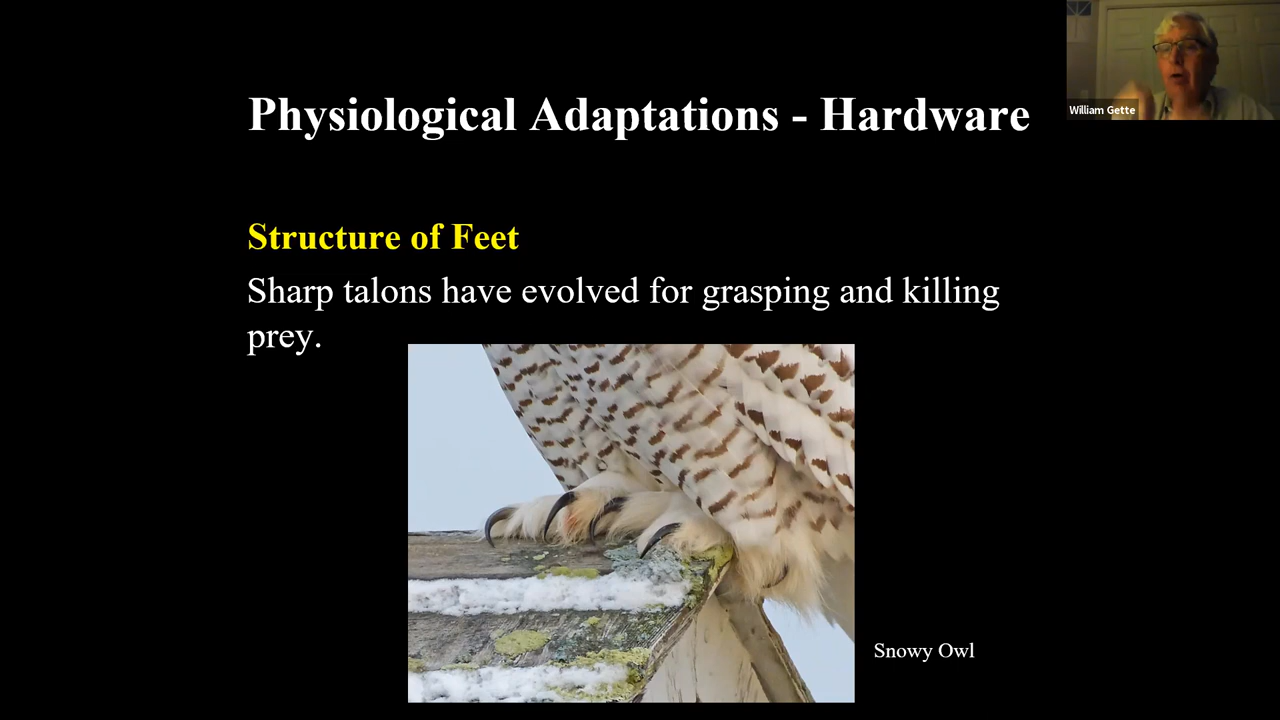 Physiological Adaptations - Hardware
William Gette
Structure of Feet
Sharp talons have evolved for grasping and killing
prey.
Snowy Owl